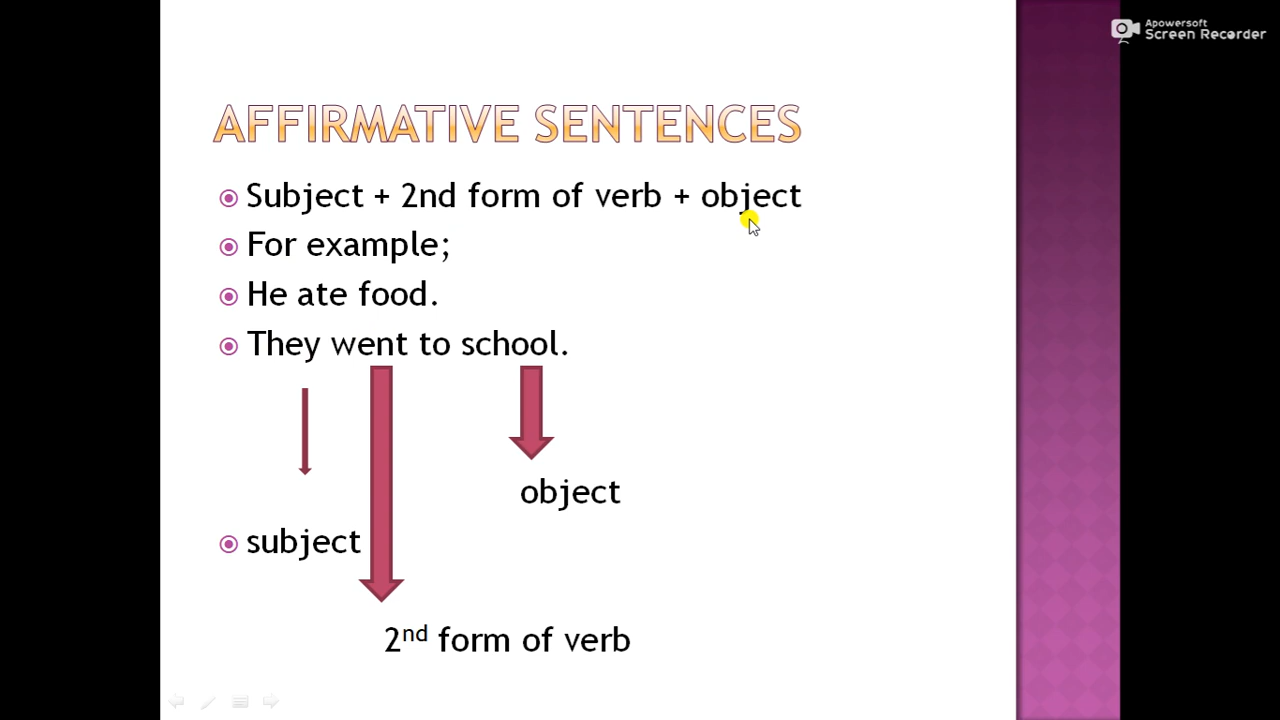 Apowersoft
Screen Recorder
AFFIRMATIVE SENTENCES
Subject + 2nd form of verb + object
For example;
He ate food.
They went to school.
object
subject
2nd form of verb